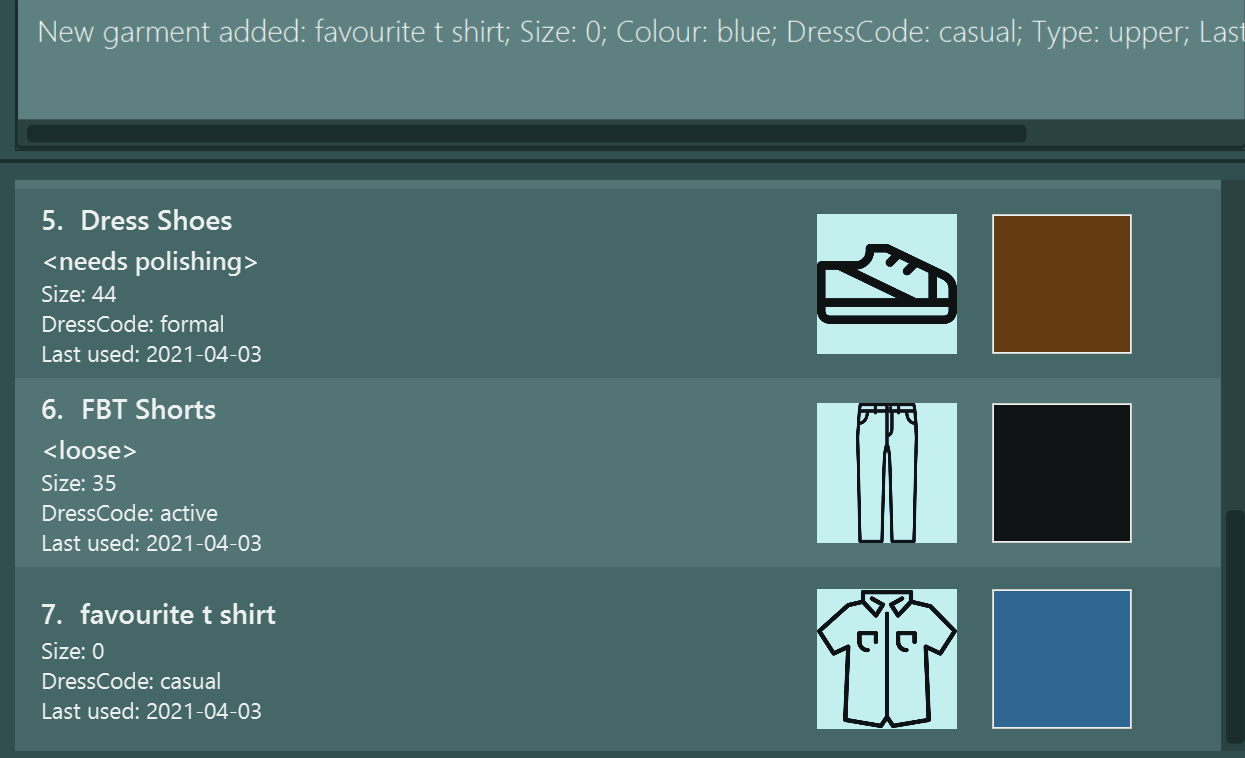 New garment added: favourite t shirt; Size: 0; Colour: blue; DressCode: casual; Type: upper; Last
5. Dress Shoes
<needs polishing>
Size: 44
DressCode: formal
Last used: 2021-04-03
6. FBT Shorts
<loose>
Size: 35
DressCode: active
Last used: 2021-04-03
7. favourite t shirt
Size: 0
DressCode: casual
Last used: 2021-04-03